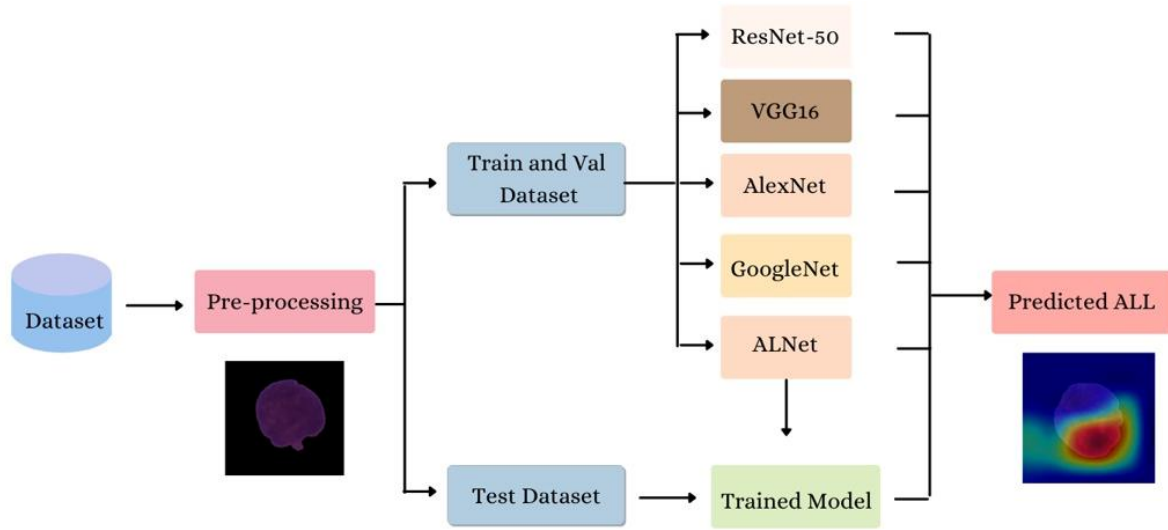 Dataset
Pre-processing
Train and Val
Dataset
Test Dataset
ResNet-50
VGG16
AlexNet
GoogleNet
ALNet
Trained Model
Predicted ALL